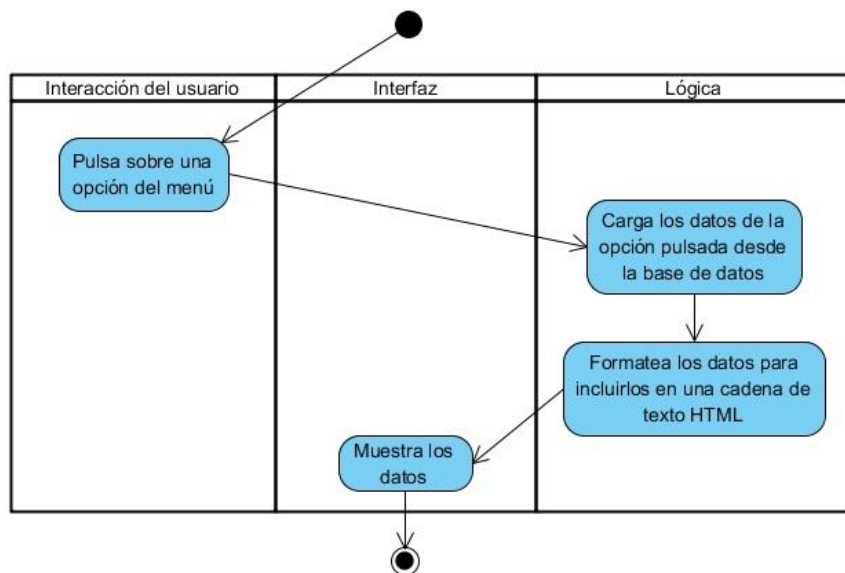 Interacción del usuario
Interfaz
Lógica
Pulsa sobre una
opción del menú
Carga los datos de la
opción pulsada desde
la base de datos
Formatea los datos para
incluirlos en una cadena de
texto HTML
Muestra los
datos